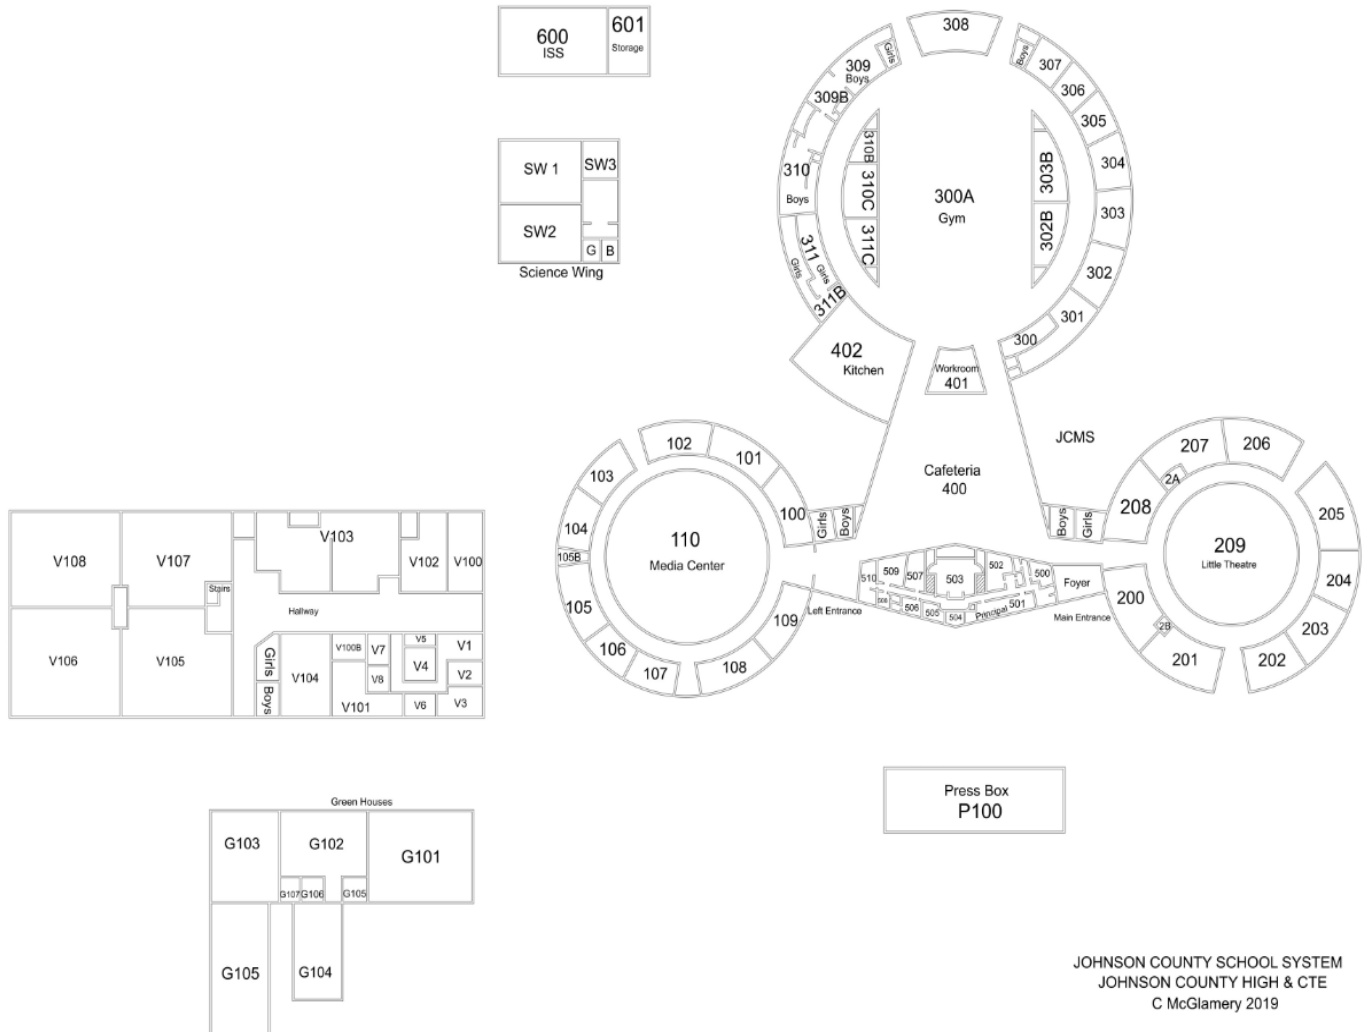 600
ISS
601
Storage
308
309
Boys
Girls
Boys
307
309B
306
305
310B
304
310
310C
300A
Gym
303B
303
Boys
311C
302B
311
Girls
Girls
302
311B
301
300
SW 1
SW3
SW2
G
B
Science Wing
402
Kitchen
Workroom
401
JCMS
Cafeteria
400
102
101
103
100
104
105B
110
Media Center
105
109
106
107
108
Girls
Boys
Boys
Girls
207
206
2A
208
205
209
Little Theatre
204
200
2B
203
201
202
510
509
507
503
502
500
Foyer
508
506
505
504
Principal
501
Left Entrance
Main Entrance
V108
V107
V103
V102
V100
Stairs
Hallway
V106
V105
Girls
Boys
V104
V100B
V7
V5
V1
V4
V8
V2
V101
V6
V3
Green Houses
G103
G102
G101
G107
G106
G105
G105
G104
Press Box
P100
JOHNSON COUNTY SCHOOL SYSTEM
JOHNSON COUNTY HIGH & CTE
C McGlamery 2019